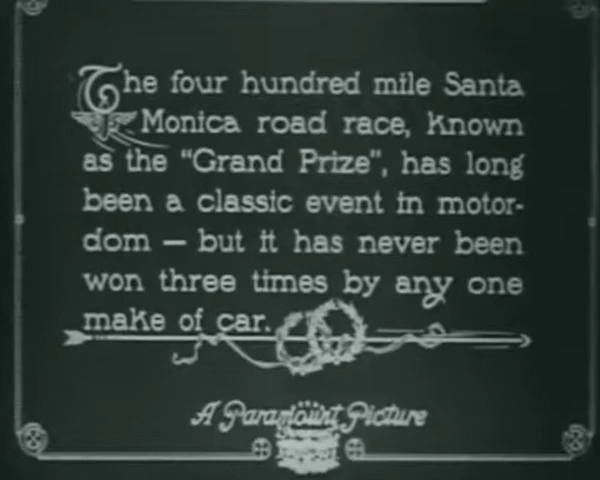 The four hundred mile Santa
Monica road race, known
as the “Grand Prize”, has long
been a classic event in motor-
dom — but it has never been
won three times by any one
make of car.
A Paramount Picture